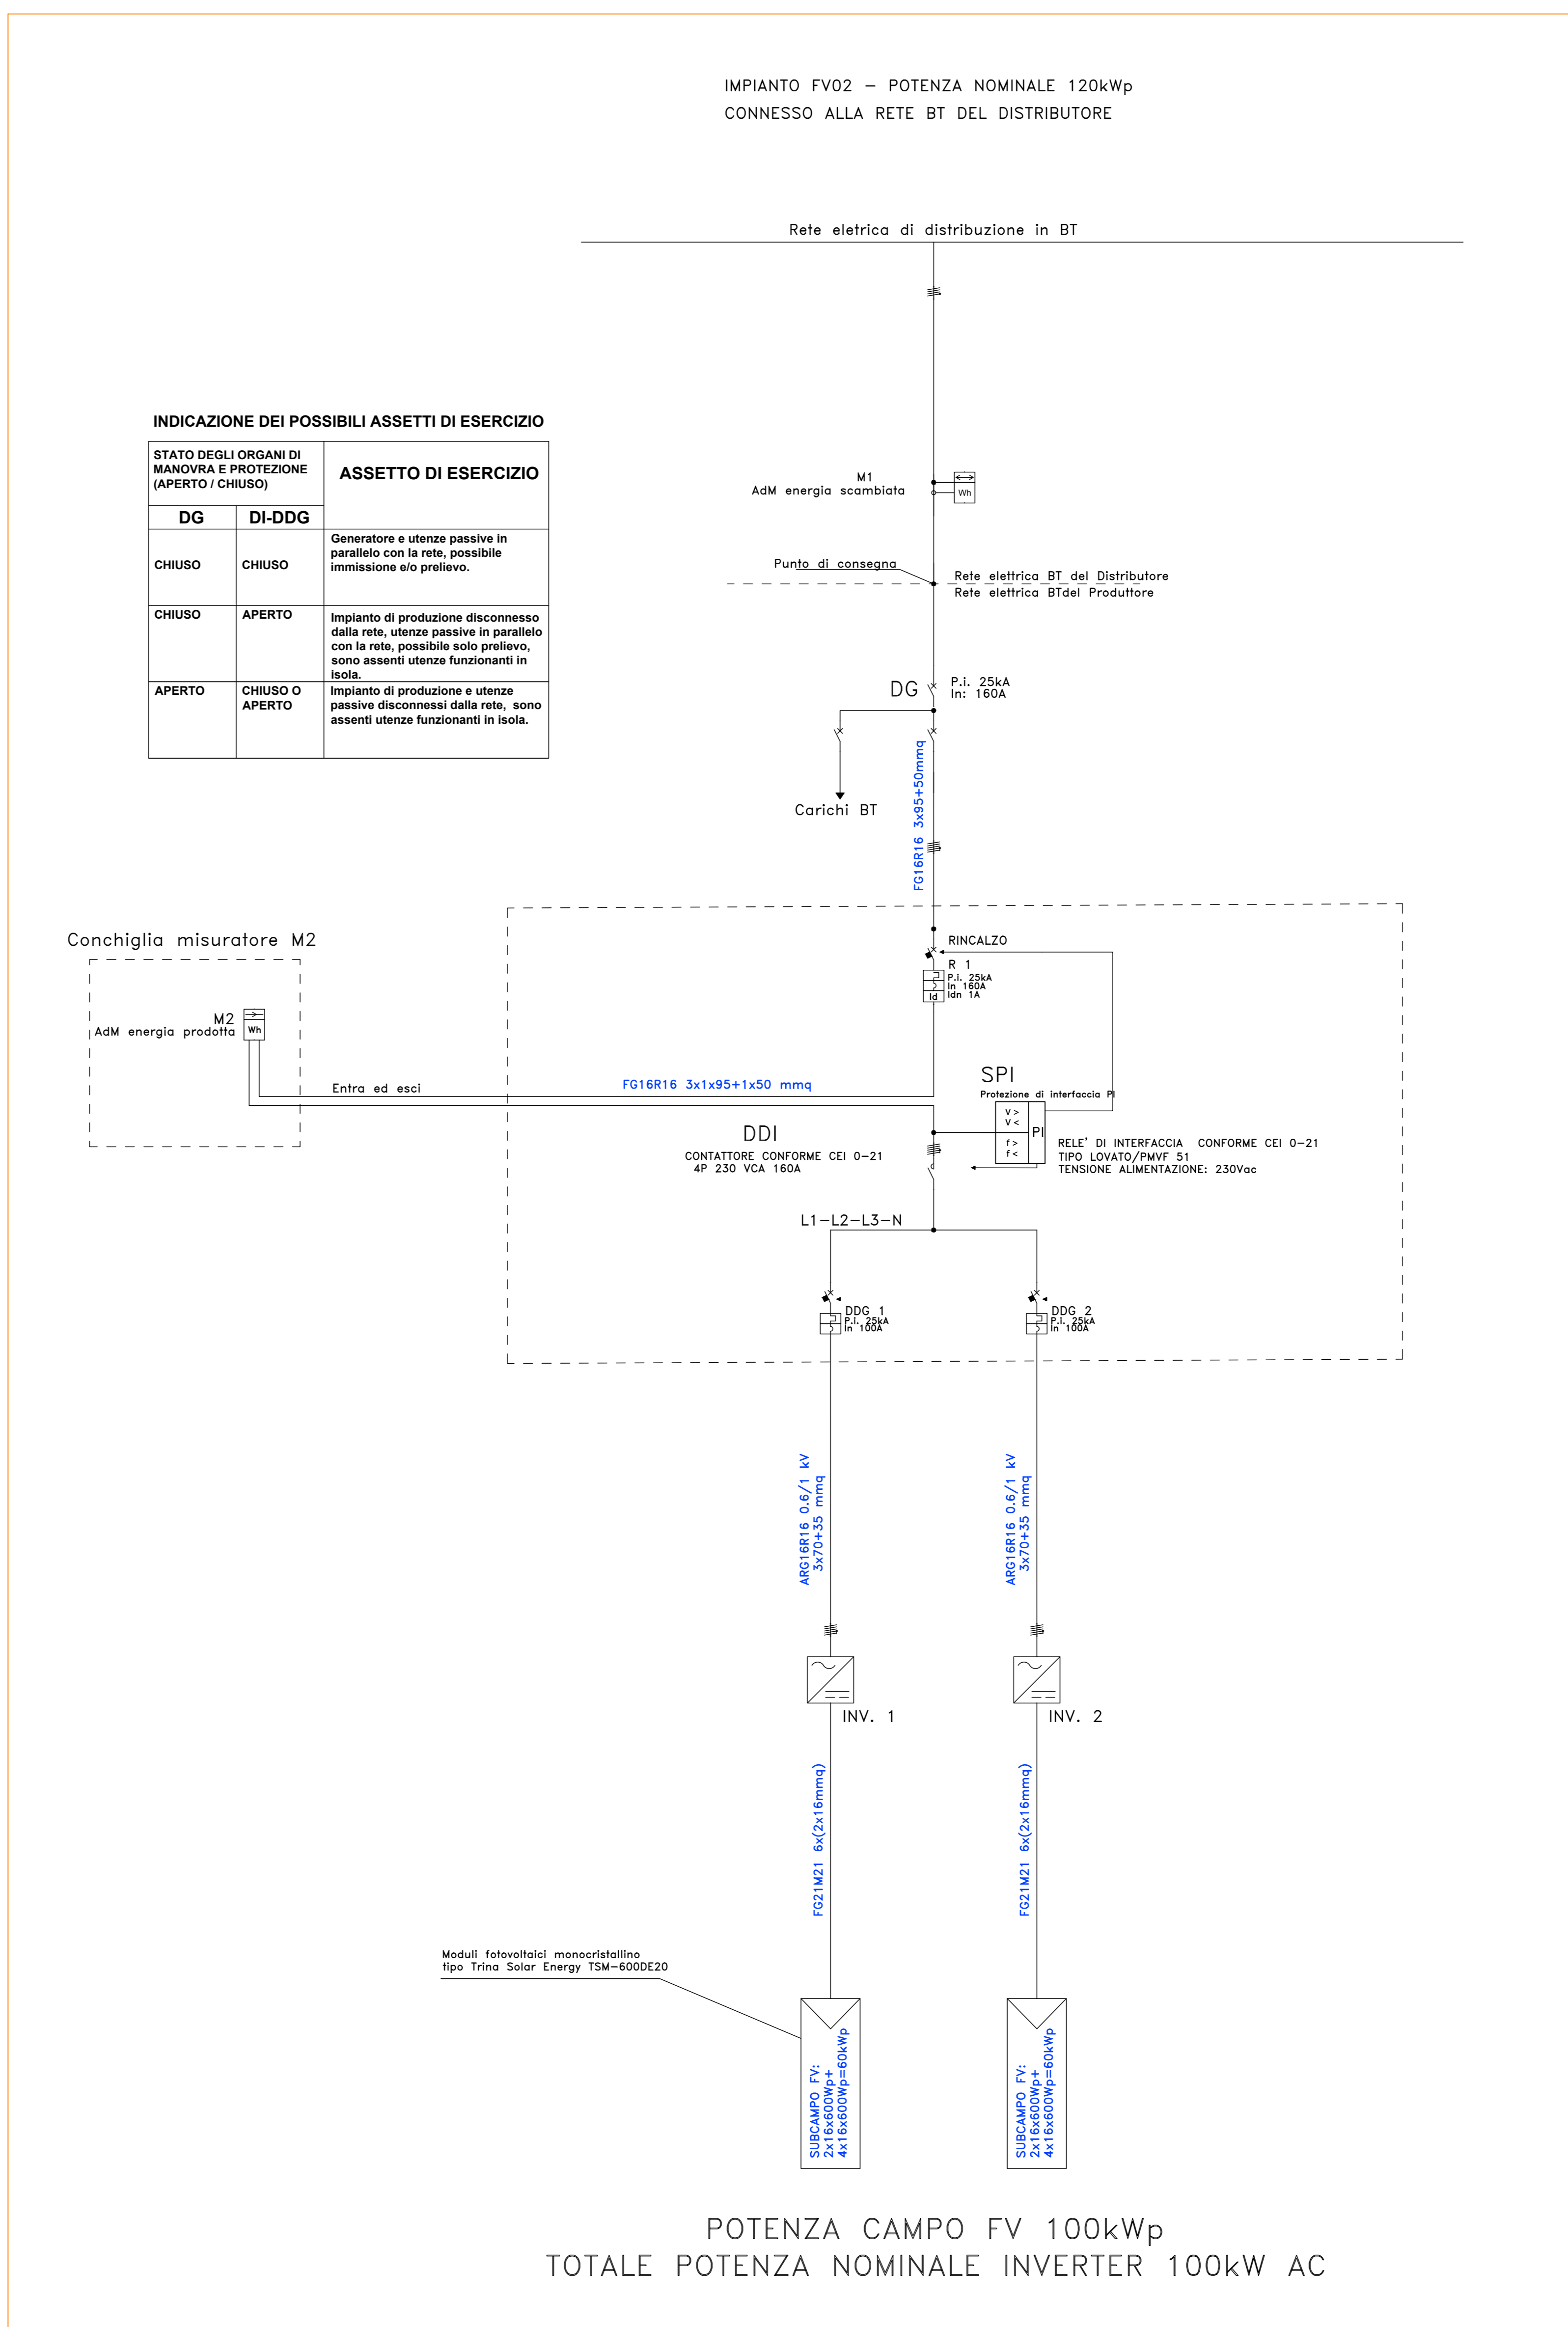 IMPIANTO FV02 – POTENZA NOMINALE 120kWp
CONNESSO ALLA RETE BT DEL DISTRIBUTORE
Rete eletrica di distribuzione in BT
INDICAZIONE DEI POSSIBILI ASSETTI DI ESERCIZIO
STATO DEGLI ORGANI DI
MANOVRA E PROTEZIONE
(APERTO / CHIUSO)
ASSETTO DI ESERCIZIO
DG
DI-DDG
CHIUSO
CHIUSO
Generatore e utenze passive in
parallelo con la rete, possibile
immissione e/o prelievo.
CHIUSO
APERTO
Impianto di produzione disconnesso
dalla rete, utenze passive in parallelo
con la rete, possibile solo prelievo,
sono assenti utenze funzionanti in
isola.
APERTO
CHIUSO O
APERTO
Impianto di produzione e utenze
passive disconnessi dalla rete, sono
assenti utenze funzionanti in isola.
M1
AdM energia scambiata
Wh
Punto di consegna
Rete elettrica BT del Distributore
Rete elettrica BTdel Produttore
DG
P.i. 25kA
In: 160A
Carichi BT
FG16R16 3x95+50mmq
Conchiglia misuratore M2
M2
AdM energia prodotta
Wh
RINCALZO
R 1
P.i. 25kA
In 160A
Idn 1A
Id
Entra ed esci
FG16R16 3x1x95+1x50 mmq
SPI
Protezione di interfaccia PI
V >
V <
f >
f <
PI
RELE' DI INTERFACCIA CONFORME CEI 0–21
TIPO LOVATO/PMVF 51
TENSIONE ALIMENTAZIONE: 230Vac
DDI
CONTATTORE CONFORME CEI 0–21
4P 230 VCA 160A
L1–L2–L3–N
DDG 1
P.i. 25kA
In 100A
DDG 2
P.i. 25kA
In 100A
ARG16R16 0.6/1 kV
3x70+35 mmq
ARG16R16 0.6/1 kV
3x70+35 mmq
INV. 1
INV. 2
FG21M21 6x(2x16mmq)
FG21M21 6x(2x16mmq)
Moduli fotovoltaici monocristallino
tipo Trina Solar Energy TSM–600DE20
SUBCAMPO FV:
2x16x600Wp+
4x16x600Wp=60kWp
SUBCAMPO FV:
2x16x600Wp+
4x16x600Wp=60kWp
POTENZA CAMPO FV 100kWp
TOTALE POTENZA NOMINALE INVERTER 100kW AC